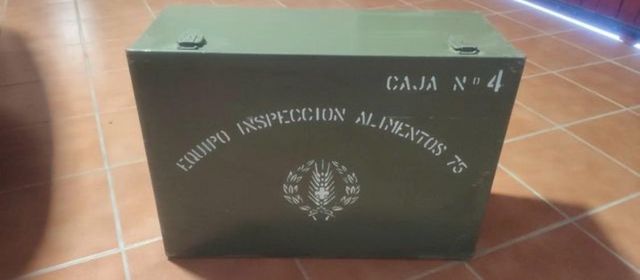 CAJA Nº 4
EQUIPO INSPECCION ALIMENTOS 75